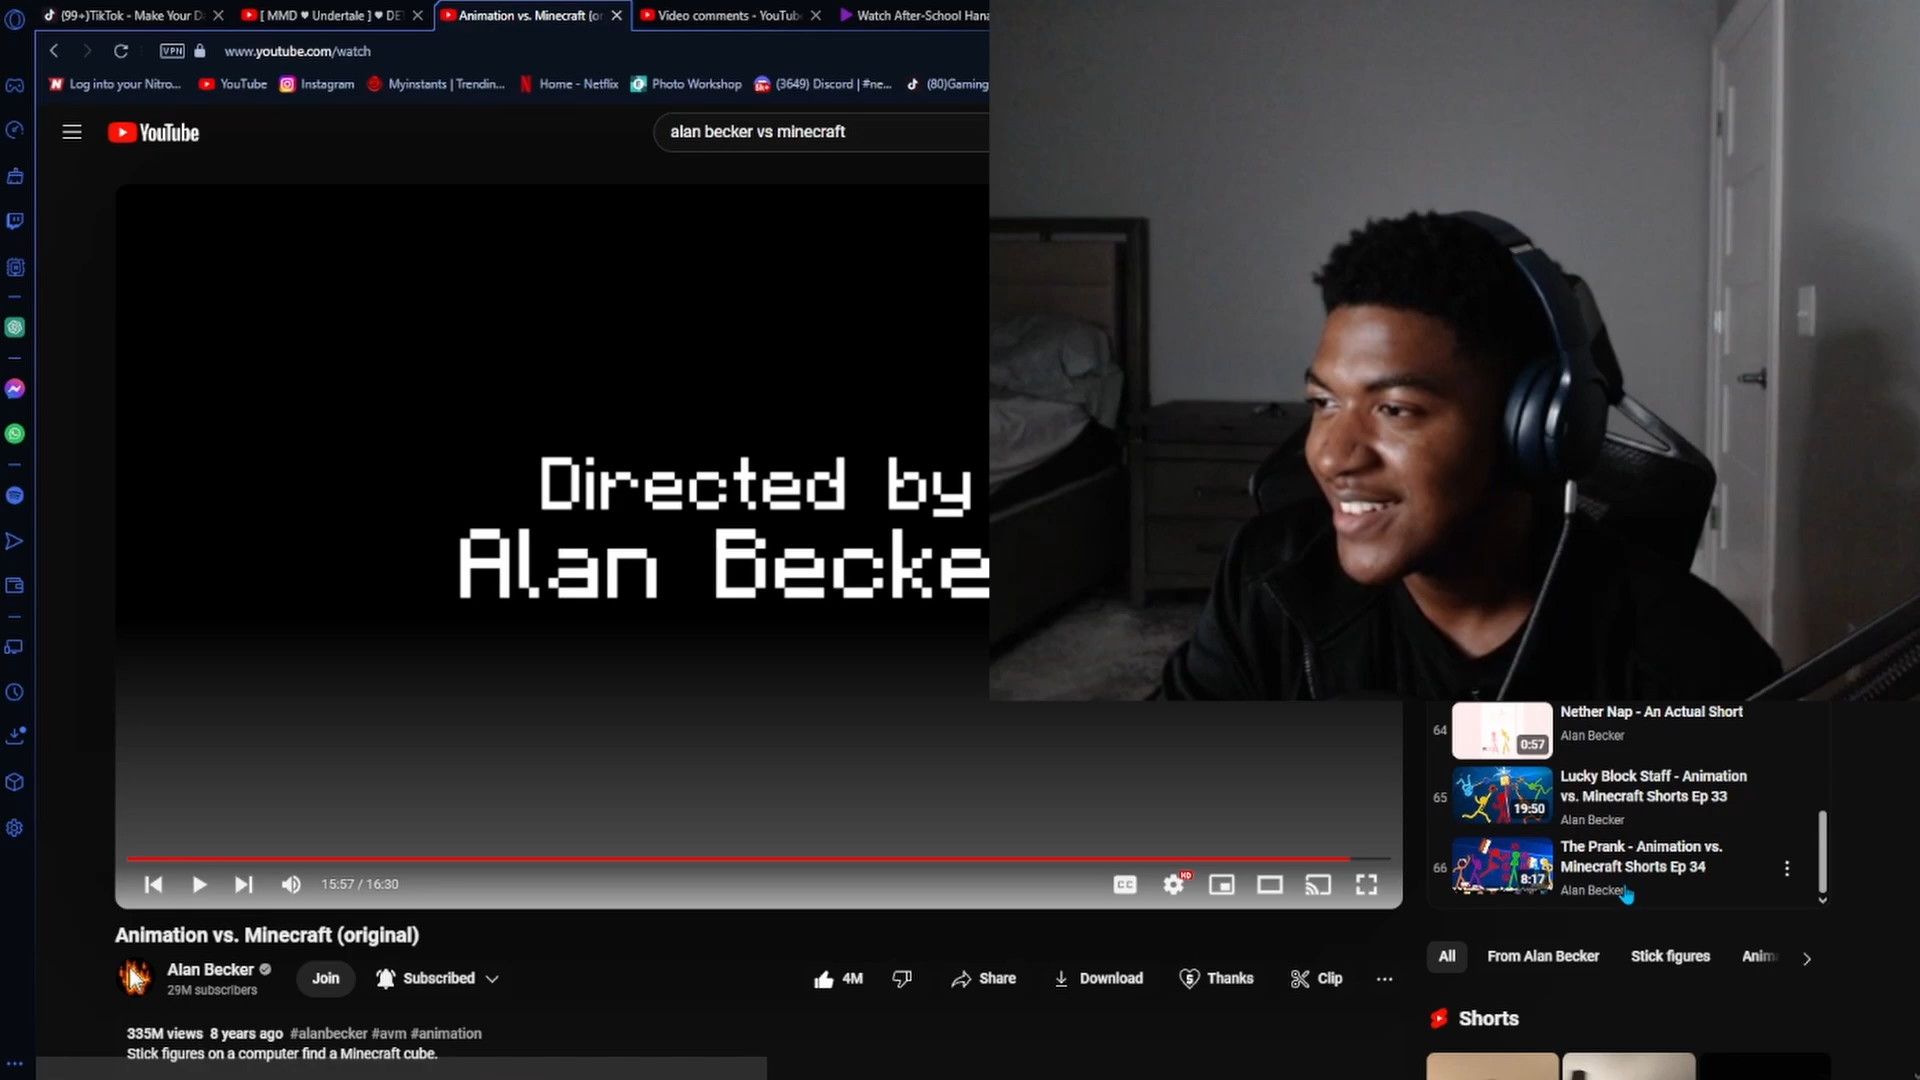 (99+)TikTok - Make Your D
[ MMD ♥ Undertale ] ♥ DE
Animation vs. Minecraft (o
Video comments - YouTub
Watch After-School Hana
VPN
www.youtube.com/watch
Log into your Nitro...
YouTube
Instagram
Myinstants | Trendin...
Home - Netflix
Photo Workshop
(3649) Discord | #ne...
(80)Gaming
YouTube
alan becker vs minecraft
Directed by
Alan Becke
15:57 / 16:30
CC
HD
Nether Nap - An Actual Short
64
0:57
Alan Becker
Lucky Block Staff - Animation
65
vs. Minecraft Shorts Ep 33
19:50
Alan Becker
The Prank - Animation vs.
66
Minecraft Shorts Ep 34
8:17
Alan Becker
Animation vs. Minecraft (original)
Alan Becker
29M subscribers
Join
Subscribed
4M
Share
Download
Thanks
Clip
All
From Alan Becker
Stick figures
Anim
Shorts
335M views 8 years ago #alanbecker #avm #animation
Stick figures on a computer find a Minecraft cube.